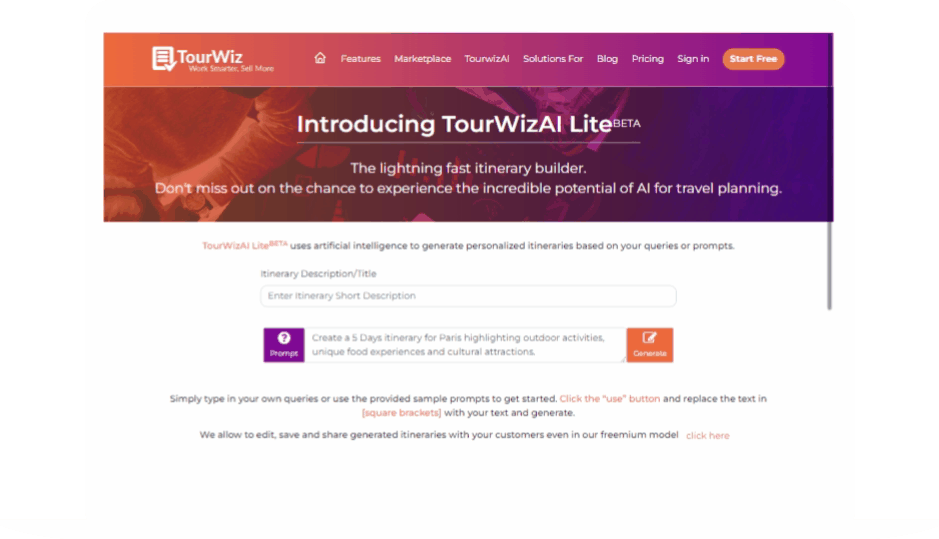 TourWiz
Work Smarter, Sell More
Features Marketplace TourwizAI Solutions For Blog Pricing Sign in Start Free
Introducing TourWizAI Lite BETA
The lightning fast itinerary builder.
Don't miss out on the chance to experience the incredible potential of AI for travel planning.
TourWizAI Lite BETA uses artificial intelligence to generate personalized itineraries based on your queries or prompts.
Itinerary Description/Title
Enter Itinerary Short Description
Prompt
Create a 5 Days itinerary for Paris highlighting outdoor activities,
unique food experiences and cultural attractions,
Generate
Simply type in your own queries or use the provided sample prompts to get started. Click the "use" button and replace the text in
[square brackets] with your text and generate.
We allow to edit, save and share generated itineraries with your customers even in our freemium model click here